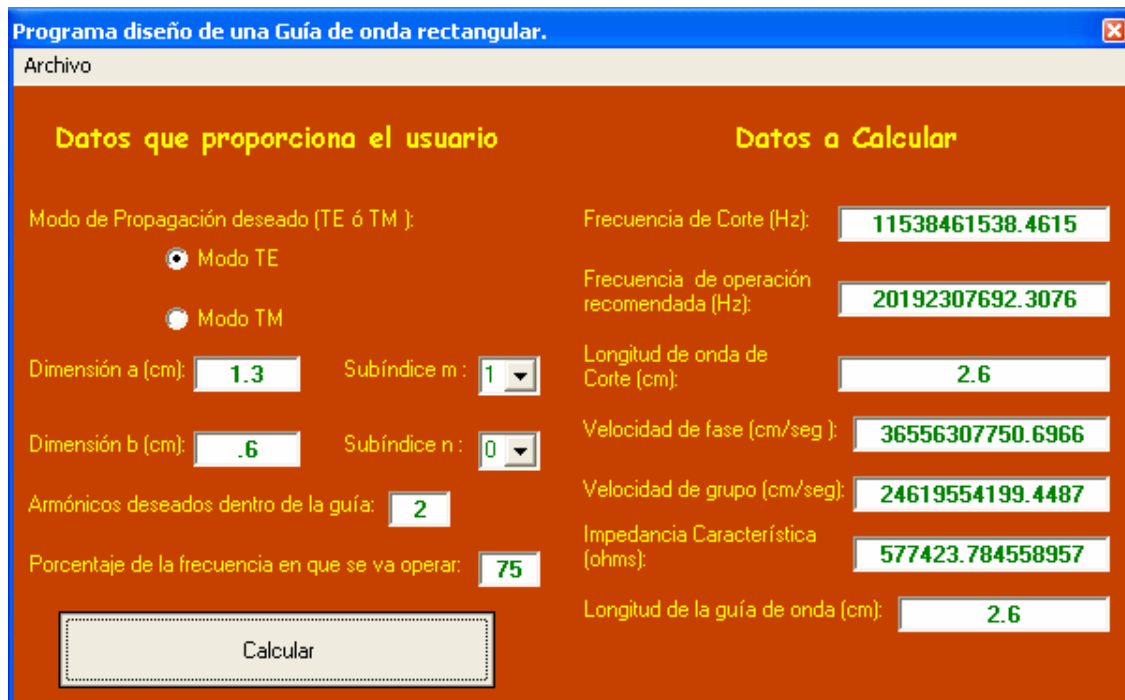 Programa diseño de una Guía de onda rectangular.
Archivo
Datos que proporciona el usuario
Modo de Propagación deseado (TE ó TM ):
Modo TE
Modo TM
Dimensión a (cm): 1.3 Subíndice m : 1
Dimensión b (cm): .6 Subíndice n : 0
Armónicos deseados dentro de la guía: 2
Porcentaje de la frecuencia en que se va operar: 75
Calcular
Datos a Calcular
Frecuencia de Corte (Hz): 11538461538.4615
Frecuencia de operación
recomendada (Hz): 20192307692.3076
Longitud de onda de
Corte (cm): 2.6
Velocidad de fase (cm/seg ): 36556307750.6966
Velocidad de grupo (cm/seg): 24619554199.4487
Impedancia Característica
(ohms): 577423.784558957
Longitud de la guía de onda (cm): 2.6